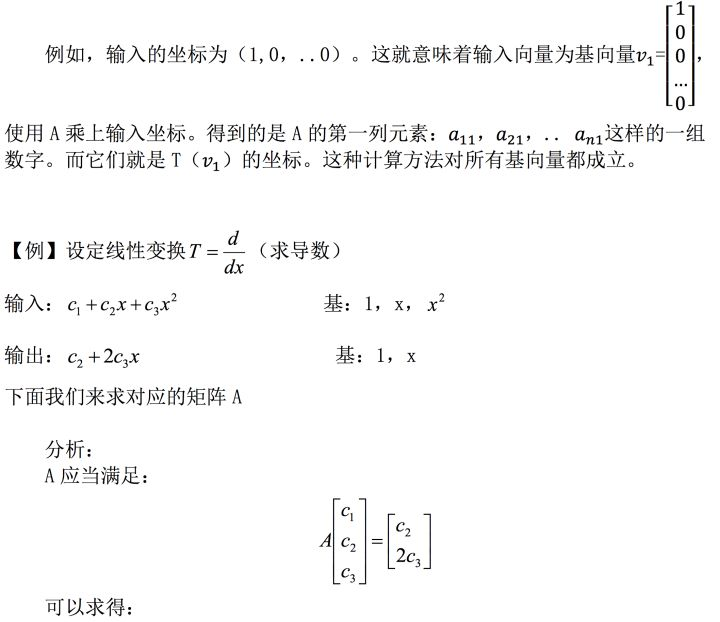 例如，输入的坐标为（1,0，..0）。这就意味着输入向量为基向量v₁=[1 0 0 … 0]，
使用 A 乘上输入坐标。得到的是 A 的第一列元素：a₁₁，a₂₁，.. aₙ₁这样的一组
数字。而它们就是 T（v₁）的坐标。这种计算方法对所有基向量都成立。
【例】设定线性变换T = d/dx（求导数）
输入：c₁+c₂x+c₃x² 基：1，x，x²
输出：c₂+2c₃x 基：1，x
下面我们来求对应的矩阵 A
分析：
A 应当满足：
A[c₁ c₂ c₃]=[c₂ 2c₃]
可以求得：